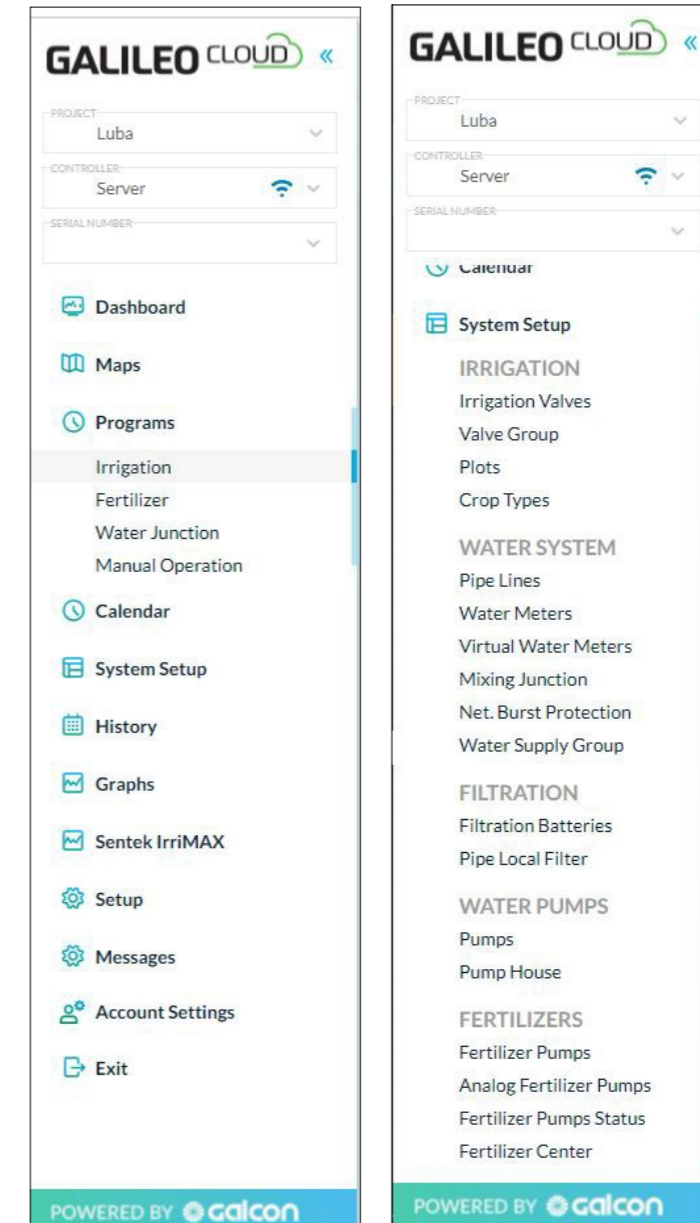 GALILEO CLOUD «
PROJECT
Luba
CONTROLLER
Server
SERIAL NUMBER
Dashboard
Maps
Programs
Irrigation
Fertilizer
Water Junction
Manual Operation
Calendar
System Setup
History
Graphs
Sentek IrriMAX
Setup
Messages
Account Settings
Exit
POWERED BY Galcon
GALILEO CLOUD «
PROJECT
Luba
CONTROLLER
Server
SERIAL NUMBER
Calendar
System Setup
IRRIGATION
Irrigation Valves
Valve Group
Plots
Crop Types
WATER SYSTEM
Pipe Lines
Water Meters
Virtual Water Meters
Mixing Junction
Net. Burst Protection
Water Supply Group
FILTRATION
Filtration Batteries
Pipe Local Filter
WATER PUMPS
Pumps
Pump House
FERTILIZERS
Fertilizer Pumps
Analog Fertilizer Pumps
Fertilizer Pumps Status
Fertilizer Center
POWERED BY Galcon